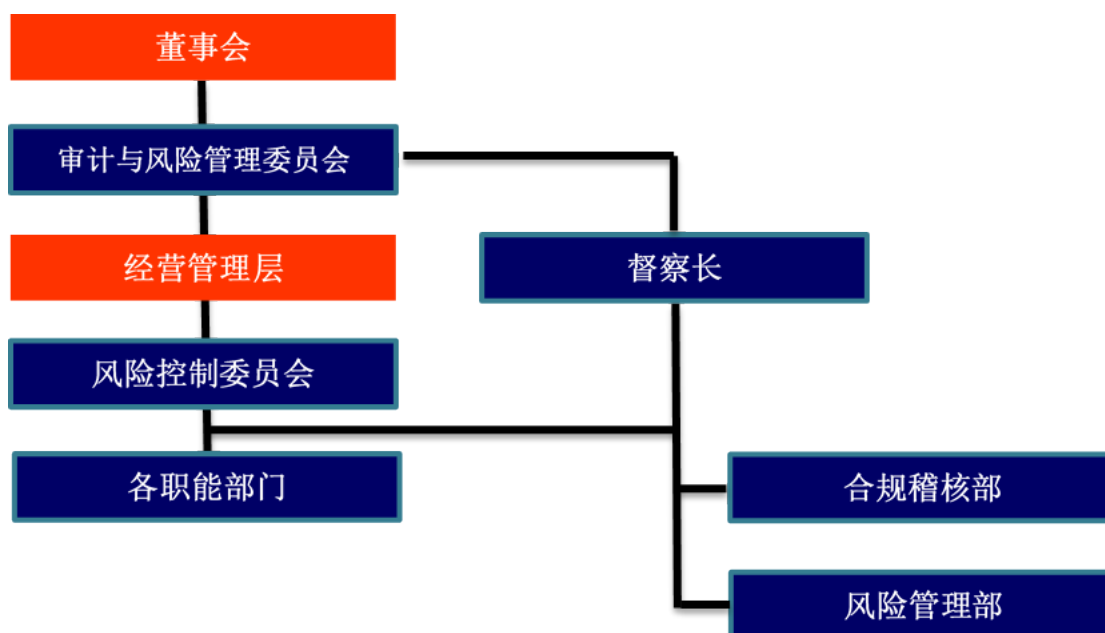 董事会
审计与风险管理委员会
经营管理层
督察长
风险控制委员会
各职能部门
合规稽核部
风险管理部